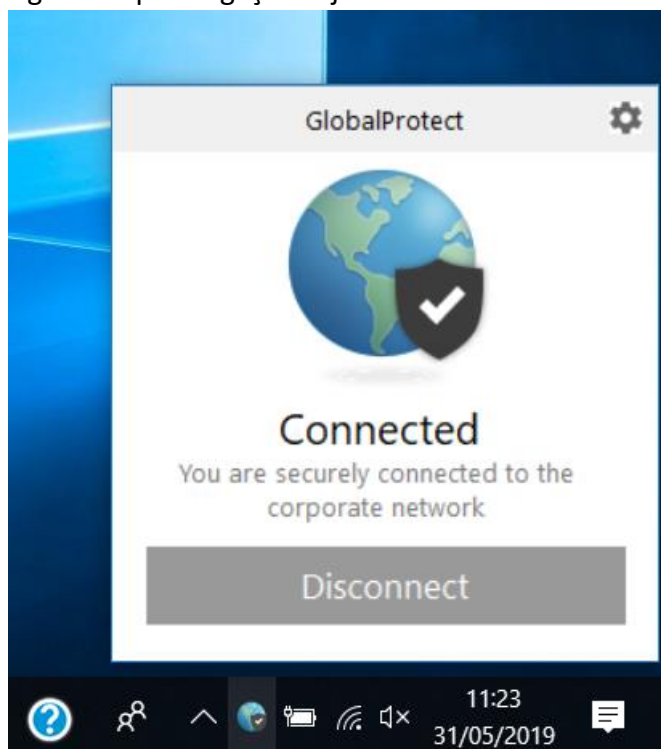 GlobalProtect
Connected
You are securely connected to the
corporate network
Disconnect
11:23
31/05/2019